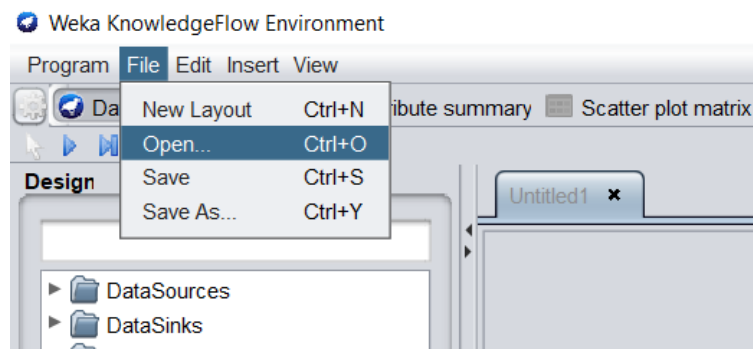 Weka KnowledgeFlow Environment
Program File Edit Insert View
Da ribute summary Scatter plot matrix
New Layout Ctrl+N
Open... Ctrl+O
Save Ctrl+S
Save As... Ctrl+Y
Design
Untitled1
DataSources
DataSinks